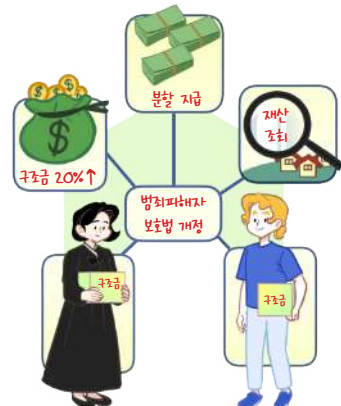 분할 지급
재산
조회
구조금 20%↑
범죄피해자
보호법 개정
구조금
구조금